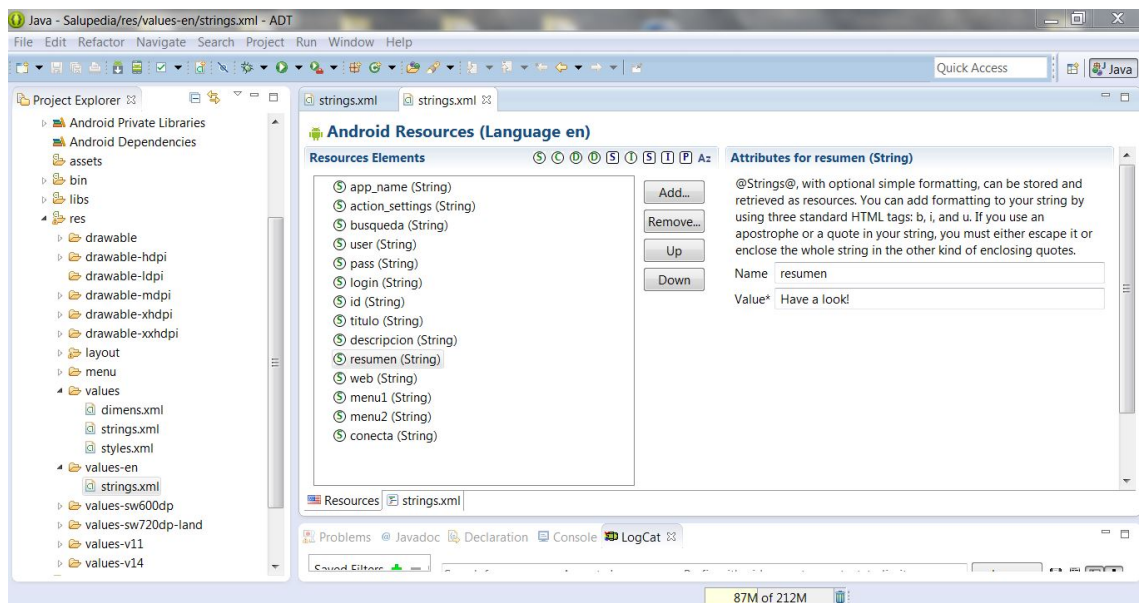 Java - Salupedia/res/values-en/strings.xml - ADT
File Edit Refactor Navigate Search Project Run Window Help
Quick Access
Java
Project Explorer
Android Private Libraries
Android Dependencies
assets
bin
libs
res
drawable
drawable-hdpi
drawable-ldpi
drawable-mdpi
drawable-xhdpi
drawable-xxhdpi
layout
menu
values
dimens.xml
strings.xml
styles.xml
values-en
strings.xml
values-sw600dp
values-sw720dp-land
values-v11
values-v14
strings.xml strings.xml
Android Resources (Language en)
Resources Elements
S C D D S I S I P Az
S app_name (String)
S action_settings (String)
S busqueda (String)
S user (String)
S pass (String)
S login (String)
S id (String)
S titulo (String)
S descripcion (String)
S resumen (String)
S web (String)
S menu1 (String)
S menu2 (String)
S conecta (String)
Add...
Remove...
Up
Down
Attributes for resumen (String)
@Strings@, with optional simple formatting, can be stored and
retrieved as resources. You can add formatting to your string by
using three standard HTML tags: b, i, and u. If you use an
apostrophe or a quote in your string, you must either escape it or
enclose the whole string in the other kind of enclosing quotes.
Name resumen
Value* Have a look!
Resources strings.xml
Problems @ Javadoc Declaration Console LogCat
Saved Filters
87M of 212M